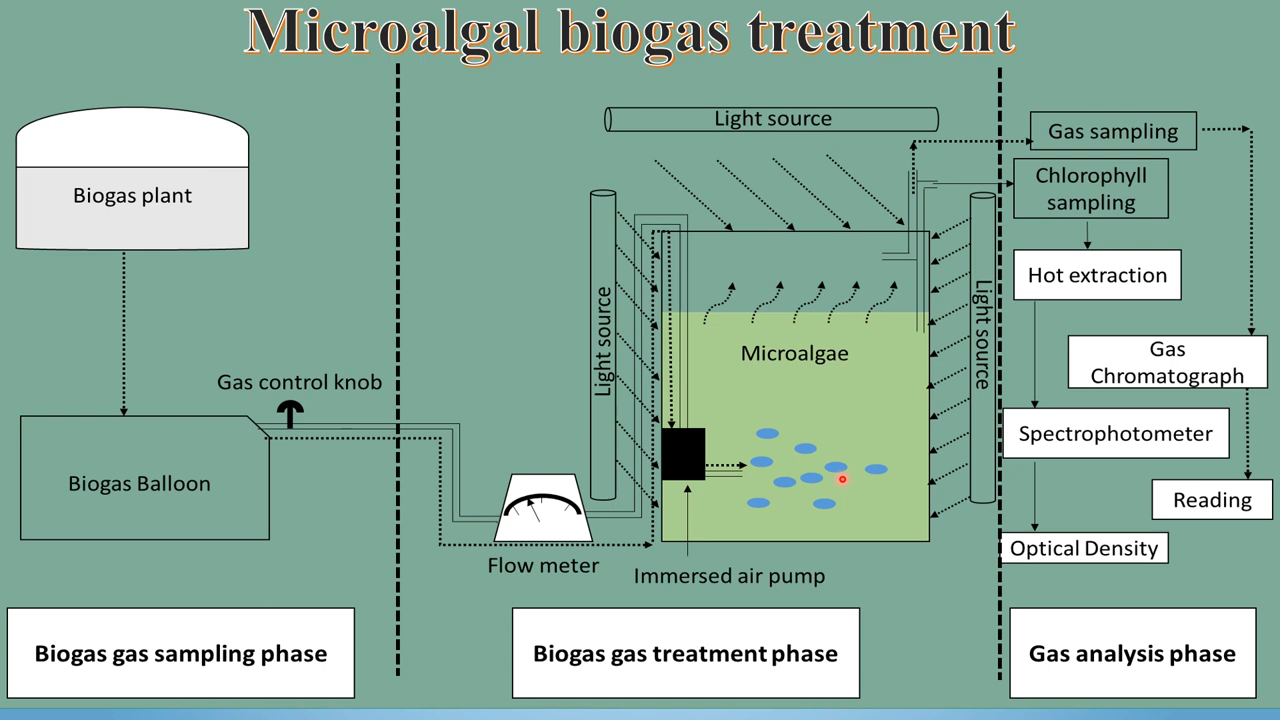 Microalgal biogas treatment
Biogas plant
Gas control knob
Biogas Balloon
Light source
Light source
Microalgae
Light source
Flow meter
Immersed air pump
Gas sampling
Chlorophyll
sampling
Hot extraction
Gas
Chromatograph
Spectrophotometer
Reading
Optical Density
Biogas gas sampling phase
Biogas gas treatment phase
Gas analysis phase